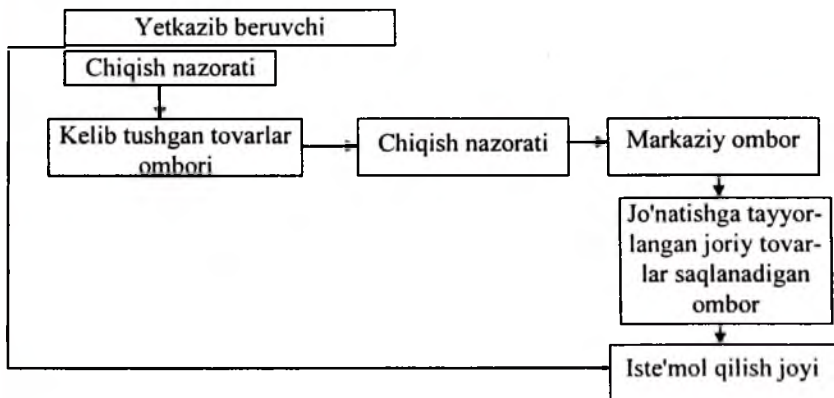 Yetkazib beruvchi
Chiqish nazorati
Kelib tushgan tovarlar
ombori
Chiqish nazorati
Markaziy ombor
Jo'natishga tayyor-
langan joriy tovar-
lar saqlanadigan
ombor
Iste'mol qilish joyi